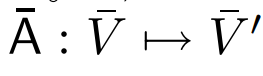 Ā : V̄ ↦ V̄′